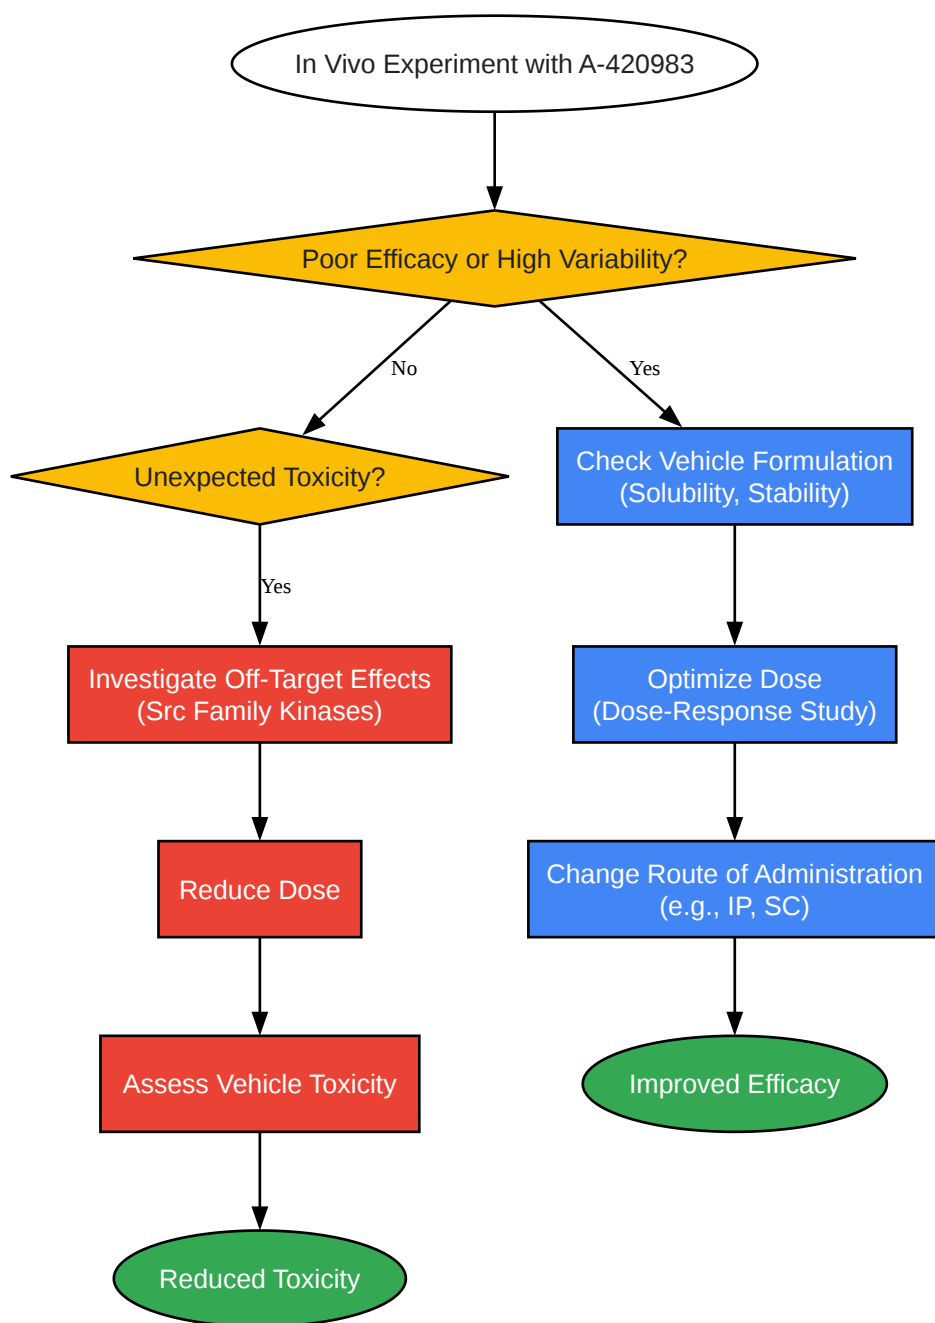 In Vivo Experiment with A-420983
Poor Efficacy or High Variability?
No
Yes
Unexpected Toxicity?
Check Vehicle Formulation
(Solubility, Stability)
Yes
Investigate Off-Target Effects
(Src Family Kinases)
Optimize Dose
(Dose-Response Study)
Reduce Dose
Change Route of Administration
(e.g., IP, SC)
Assess Vehicle Toxicity
Improved Efficacy
Reduced Toxicity